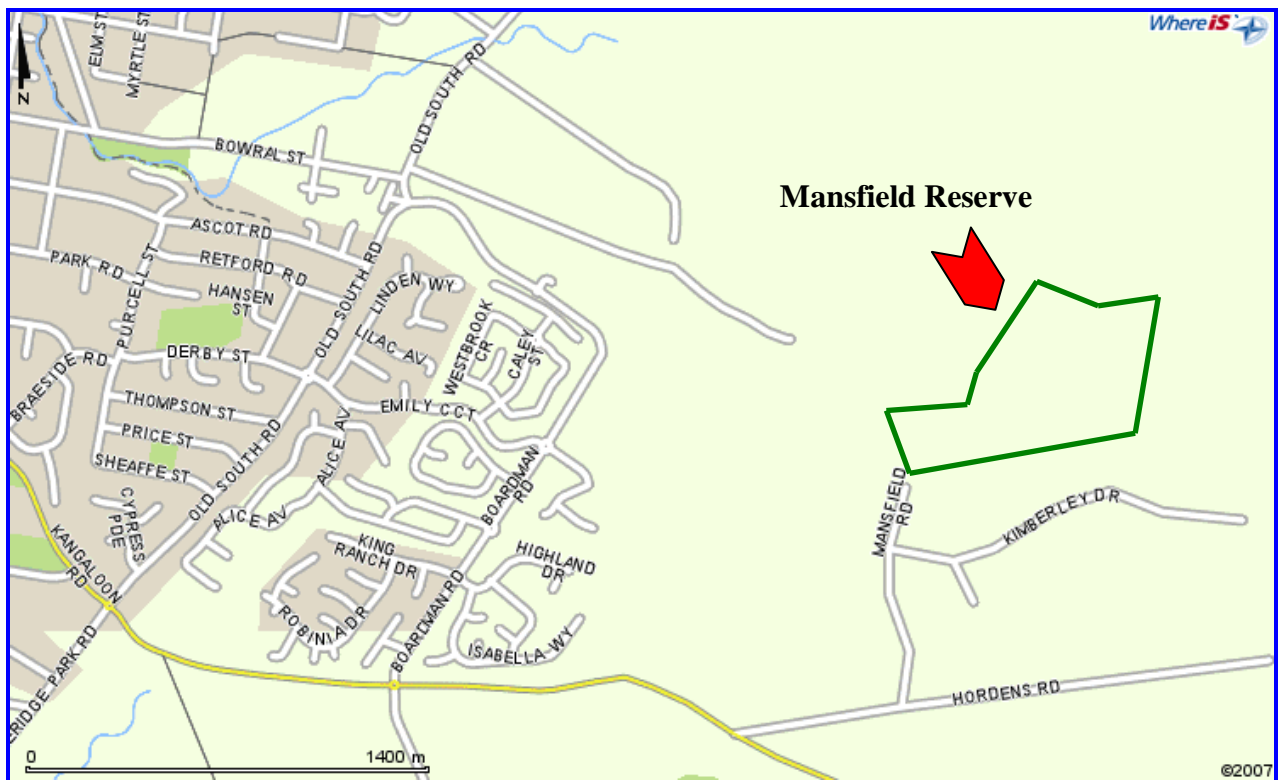 WhereiS
ELM ST
MYRTLE ST
N
OLD SOUTH RD
BOWRAL ST
Mansfield Reserve
ASCOT RD
PARK RD
RETFORD RD
HANSEN
ST
PURCELL ST
LINDEN WY
OLD SOUTH RD
LILAC AV
WESTBROOK
CR
CALEY
ST
BRAESIDE RD
DERBY ST
THOMPSON ST
EMILY CCT
PRICE ST
SHEAFFE ST
OLD SOUTH RD
ALICE AV
BOARDMAN
RD
CYPRESS
PDE
ALICE AV
MANSFIELD
RD
KIMBERLEY DR
KANGALOON
RD
KING
RANCH DR
HIGHLAND
DR
ROBINIA DR
BOARDMAN RD
ISABELLA WY
ERIDGE PARK RD
HORDENS RD
0 1400 m
©2007